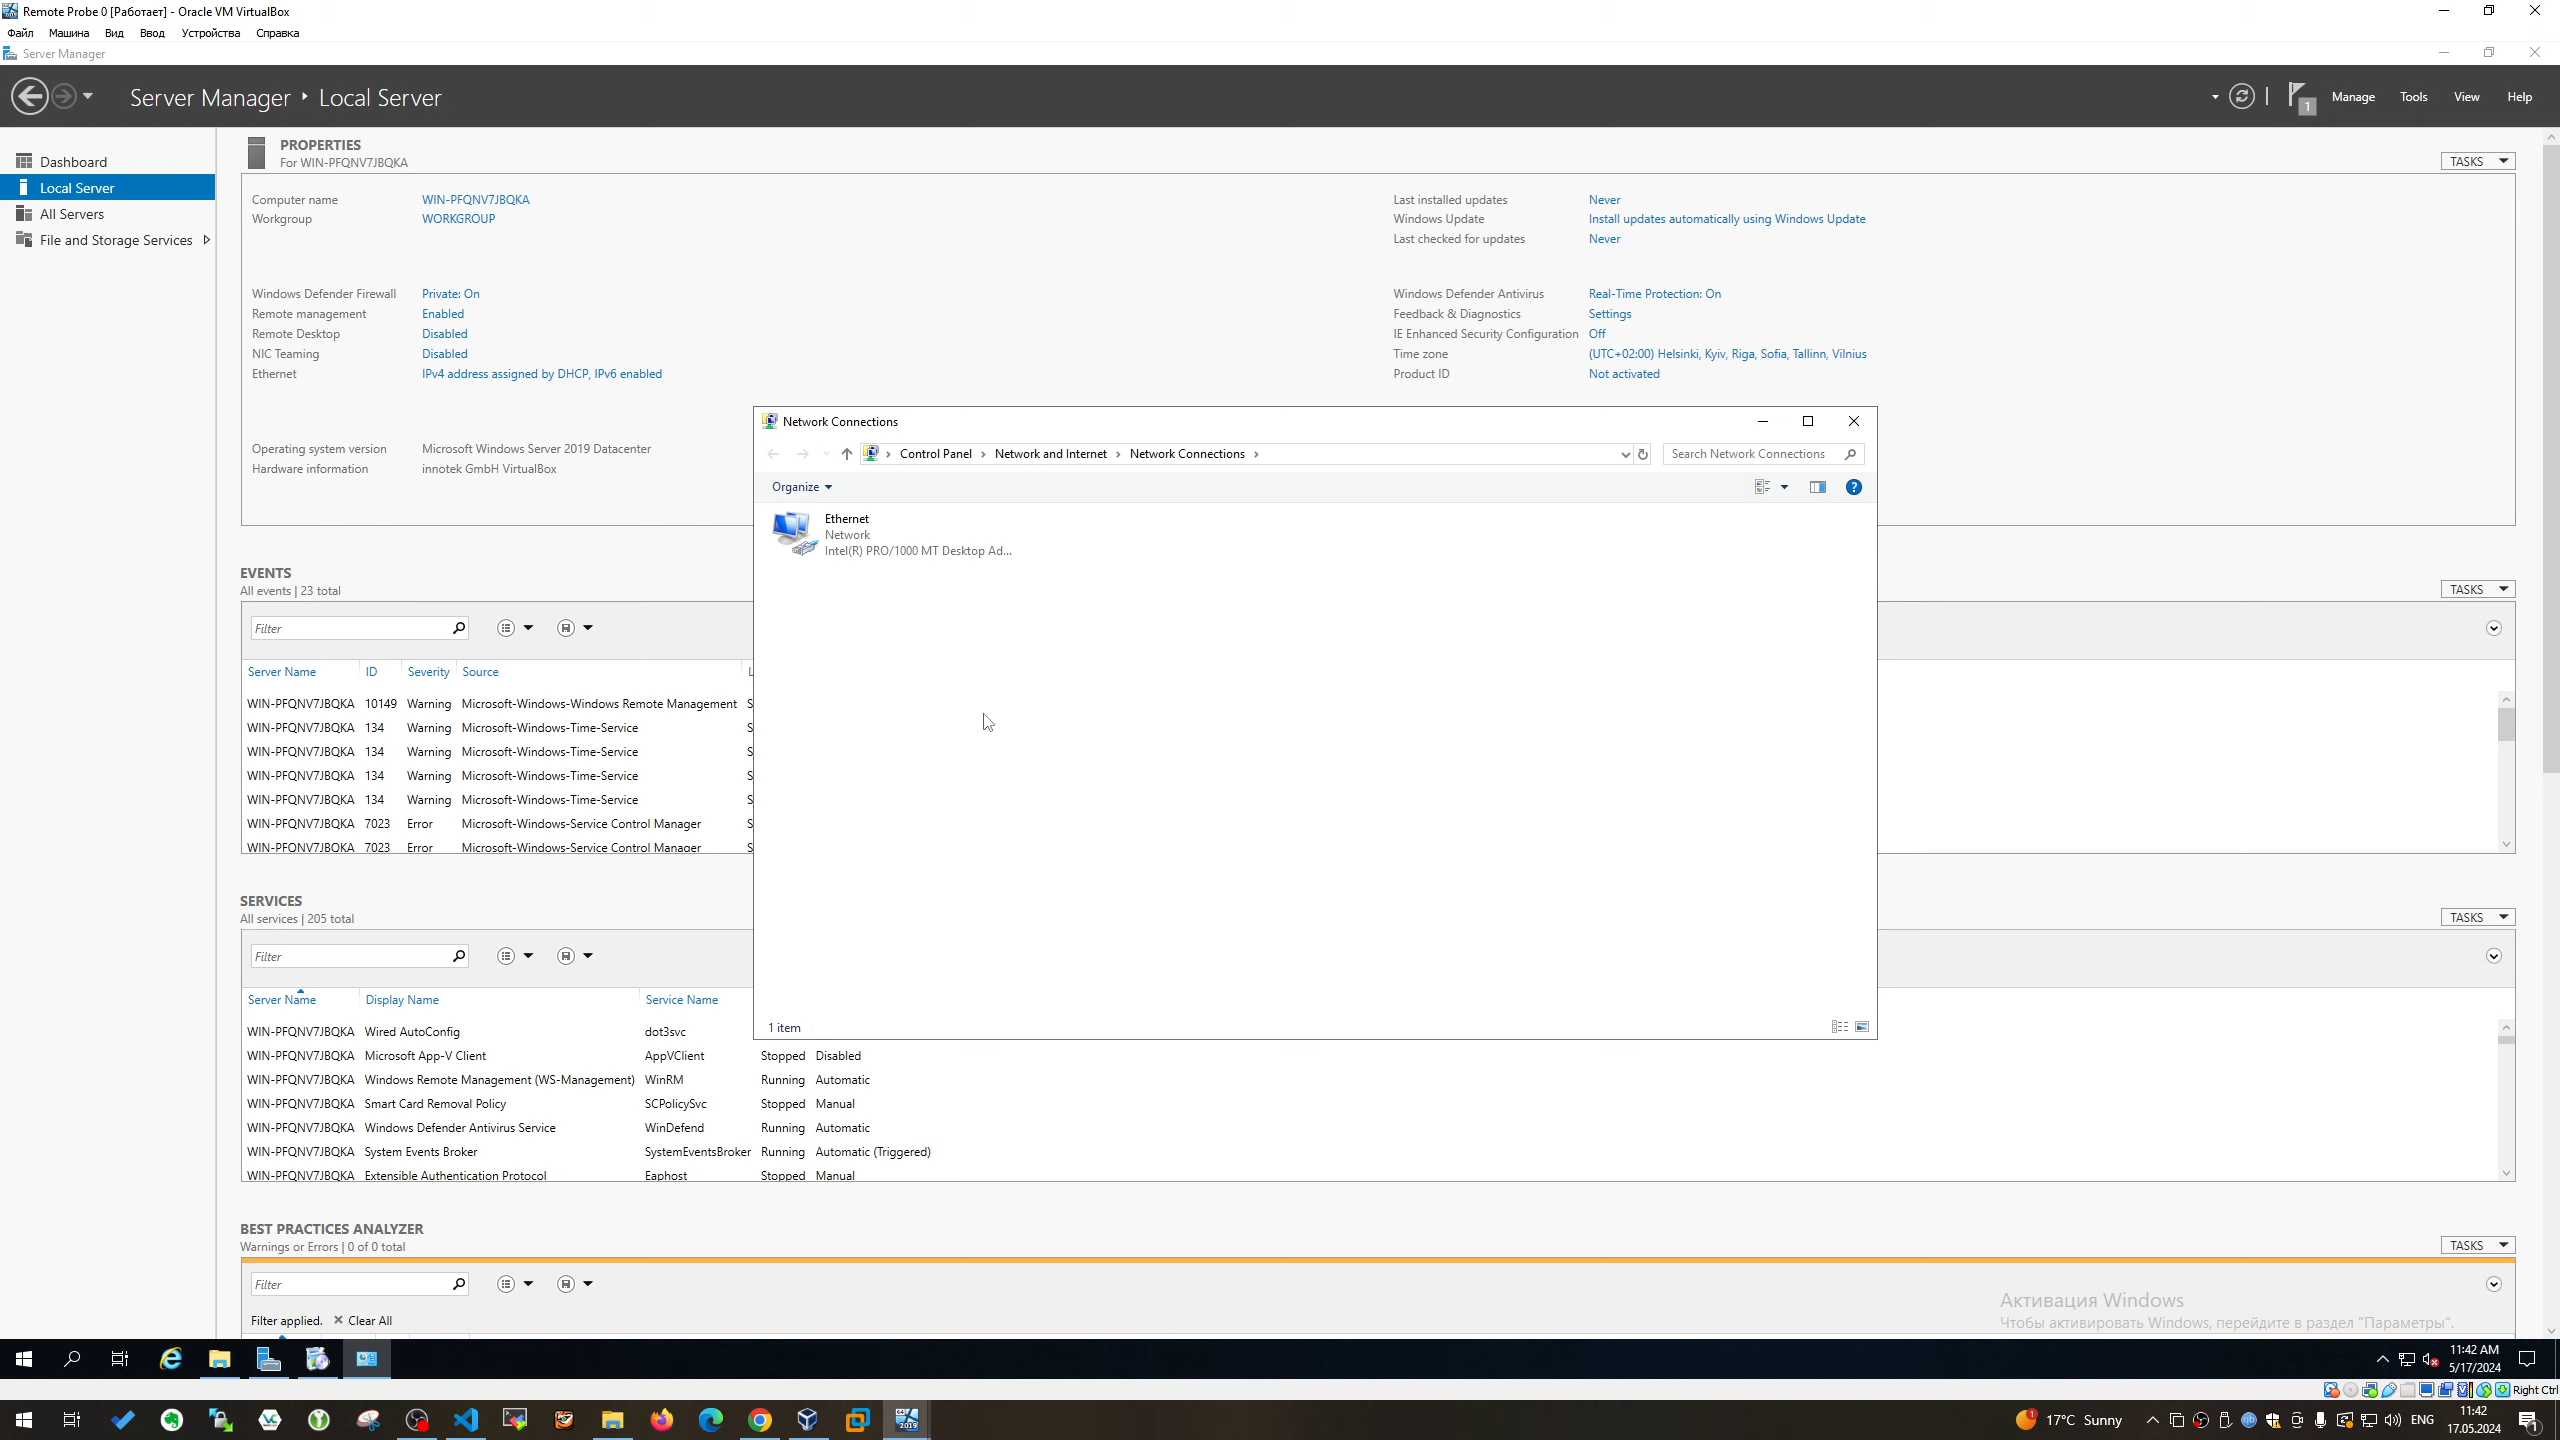 Remote Probe 0 [Работает] - Oracle VM VirtualBox
Файл Машина Вид Ввод Устройства Справка
Server Manager
Server Manager ‣ Local Server
1 Manage Tools View Help
Dashboard
Local Server
All Servers
File and Storage Services
PROPERTIES
For WIN-PFQNV7JBQKA
TASKS
Computer name WIN-PFQNV7JBQKA
Workgroup WORKGROUP
Last installed updates Never
Windows Update Install updates automatically using Windows Update
Last checked for updates Never
Windows Defender Firewall Private: On
Remote management Enabled
Remote Desktop Disabled
NIC Teaming Disabled
Ethernet IPv4 address assigned by DHCP, IPv6 enabled
Windows Defender Antivirus Real-Time Protection: On
Feedback & Diagnostics Settings
IE Enhanced Security Configuration Off
Time zone (UTC+02:00) Helsinki, Kyiv, Riga, Sofia, Tallinn, Vilnius
Product ID Not activated
Operating system version Microsoft Windows Server 2019 Datacenter
Hardware information innotek GmbH VirtualBox
Network Connections
Control Panel Network and Internet Network Connections
Search Network Connections
Organize
Ethernet
Network
Intel(R) PRO/1000 MT Desktop Ad...
1 item
EVENTS
All events | 23 total
TASKS
Filter
Server Name ID Severity Source
WIN-PFQNV7JBQKA 10149 Warning Microsoft-Windows-Windows Remote Management S
WIN-PFQNV7JBQKA 134 Warning Microsoft-Windows-Time-Service S
WIN-PFQNV7JBQKA 134 Warning Microsoft-Windows-Time-Service S
WIN-PFQNV7JBQKA 134 Warning Microsoft-Windows-Time-Service S
WIN-PFQNV7JBQKA 134 Warning Microsoft-Windows-Time-Service S
WIN-PFQNV7JBQKA 7023 Error Microsoft-Windows-Service Control Manager S
WIN-PFQNV7JBQKA 7023 Error Microsoft-Windows-Service Control Manager S
SERVICES
All services | 205 total
TASKS
Filter
Server Name Display Name Service Name
WIN-PFQNV7JBQKA Wired AutoConfig dot3svc
WIN-PFQNV7JBQKA Microsoft App-V Client AppVClient Stopped Disabled
WIN-PFQNV7JBQKA Windows Remote Management (WS-Management) WinRM Running Automatic
WIN-PFQNV7JBQKA Smart Card Removal Policy SCPolicySvc Stopped Manual
WIN-PFQNV7JBQKA Windows Defender Antivirus Service WinDefend Running Automatic
WIN-PFQNV7JBQKA System Events Broker SystemEventsBroker Running Automatic (Triggered)
WIN-PFQNV7JBQKA Extensible Authentication Protocol Eaphost Stopped Manual
BEST PRACTICES ANALYZER
Warnings or Errors | 0 of 0 total
TASKS
Filter
Filter applied. Clear All
Активация Windows
Чтобы активировать Windows, перейдите в раздел "Параметры".
11:42 AM
5/17/2024
Right Ctrl
17°C Sunny
ENG
11:42
17.05.2024